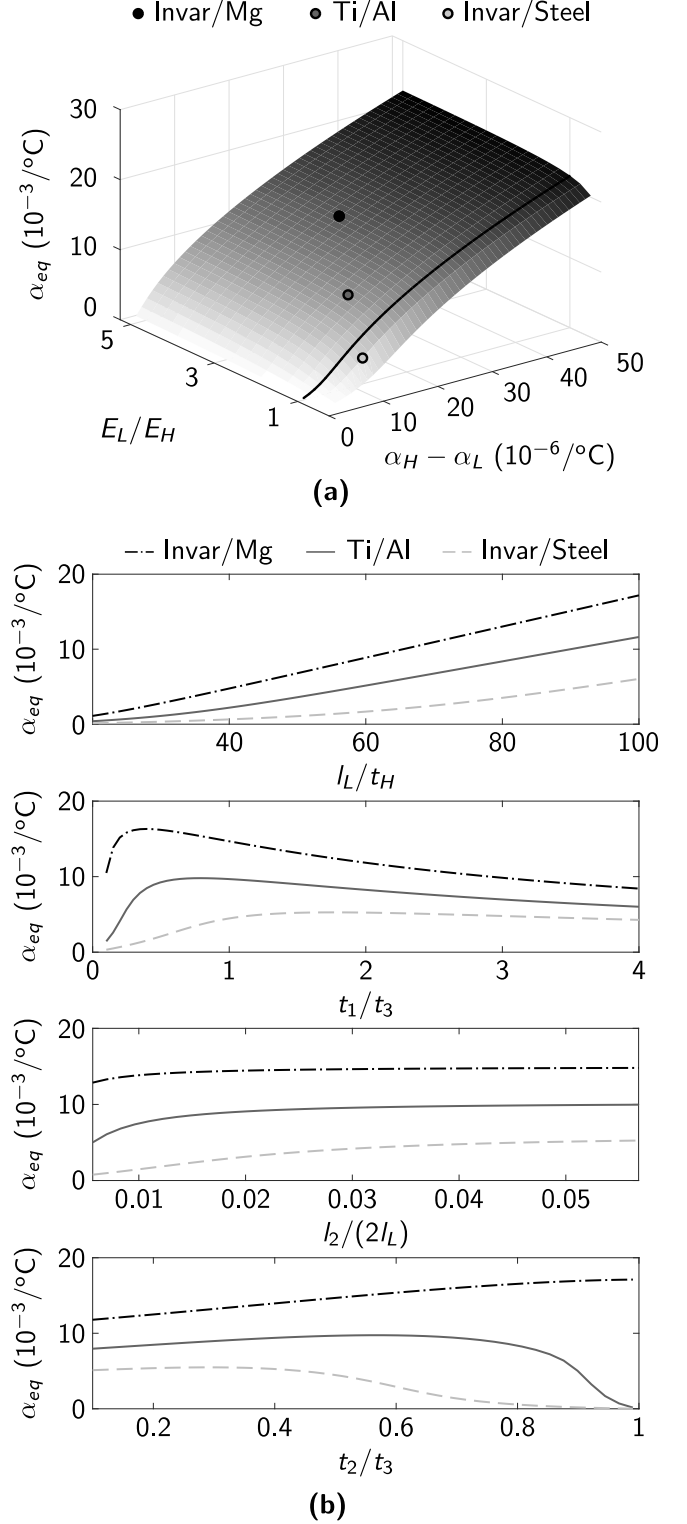 Invar/Mg Ti/Al Invar/Steel
30
20
10
0
α_eq (10⁻³/°C)
5
3
1
E_L/E_H
0
10
20
30
40
50
α_H − α_L (10⁻⁶/°C)
(a)
Invar/Mg Ti/Al Invar/Steel
20
10
0
α_eq (10⁻³/°C)
40 60 80 100
l_L/t_H
20
10
0
α_eq (10⁻³/°C)
0 1 2 3 4
t_1/t_3
20
10
0
α_eq (10⁻³/°C)
0.01 0.02 0.03 0.04 0.05
l_2/(2l_L)
20
10
0
α_eq (10⁻³/°C)
0.2 0.4 0.6 0.8 1
t_2/t_3
(b)